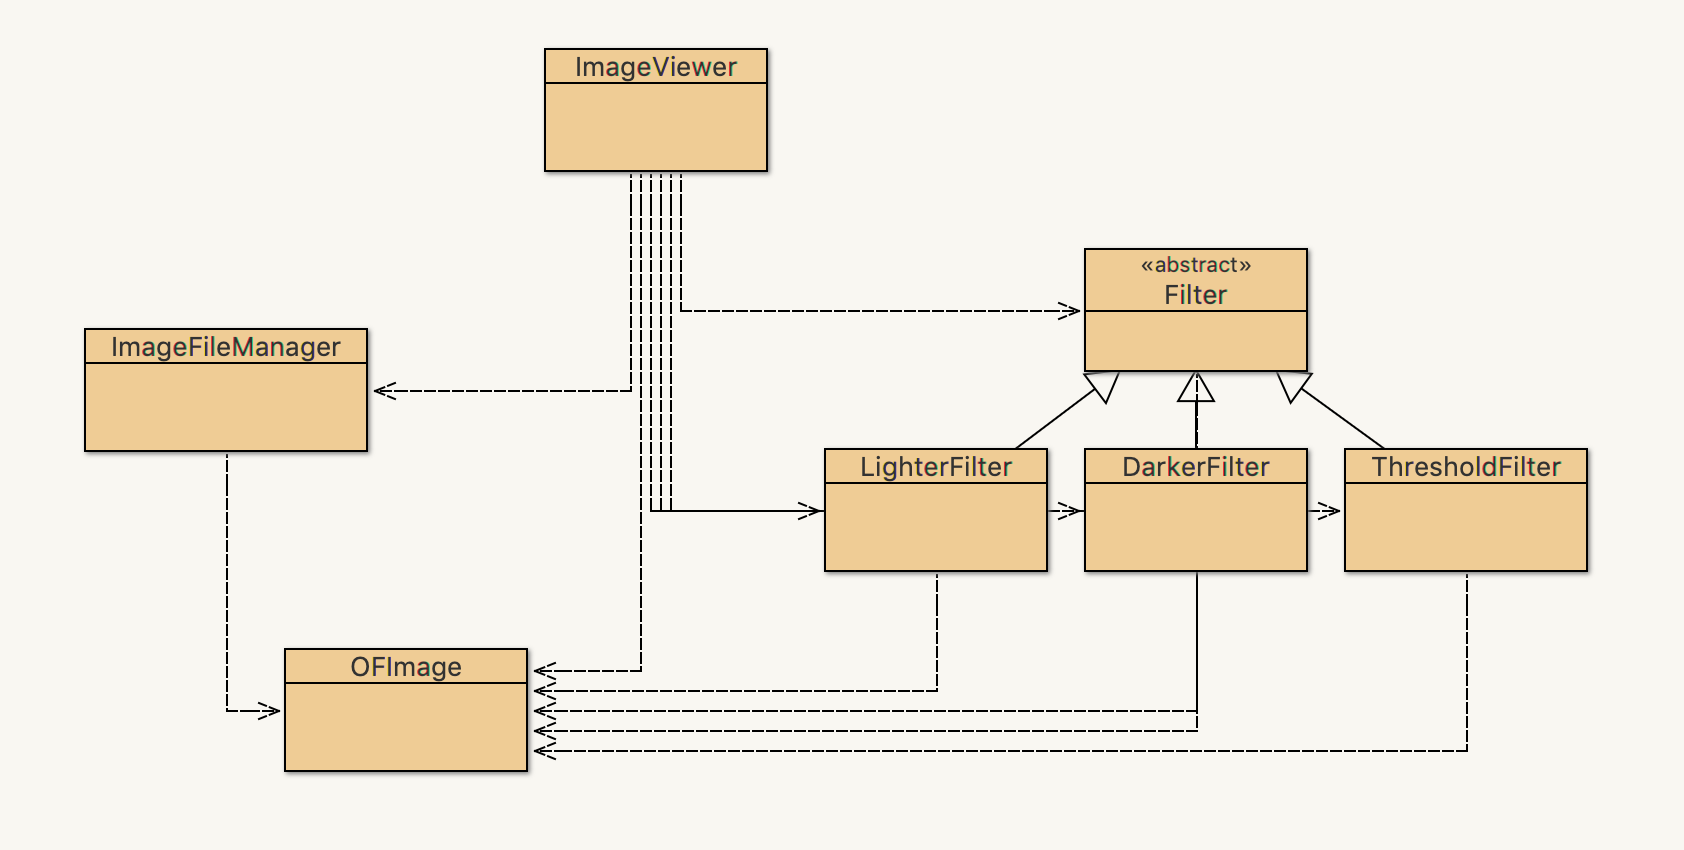 ImageViewer
«abstract»
Filter
ImageFileManager
LighterFilter
DarkerFilter
ThresholdFilter
OFImage